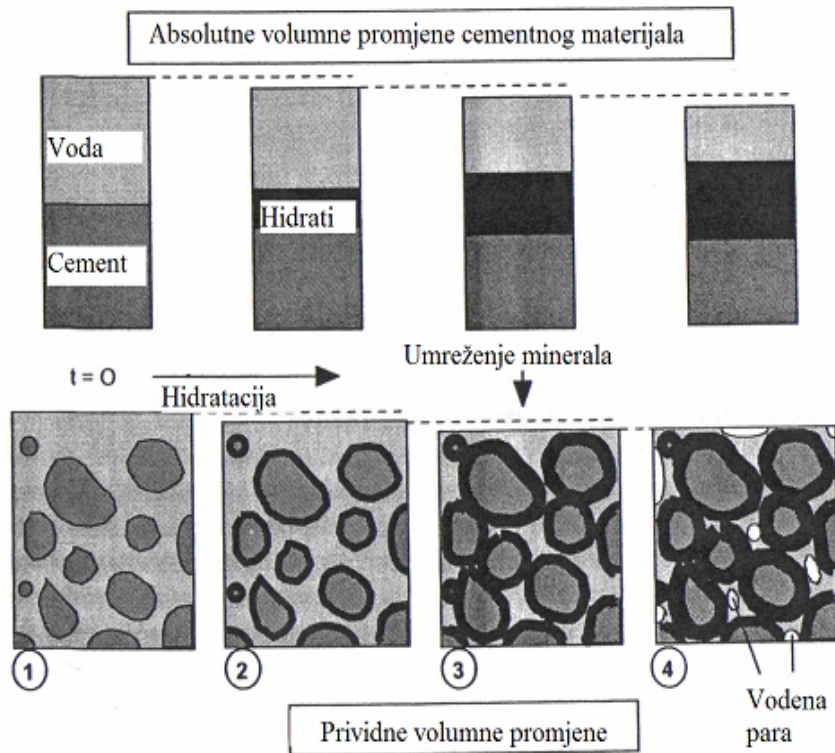 Absolutne volumne promjene cementnog materijala
Voda
Hidrati
Cement
Umreženje minerala
t = 0
Hidratacija
1
2
3
4
Vodena
para
Prividne volumne promjene